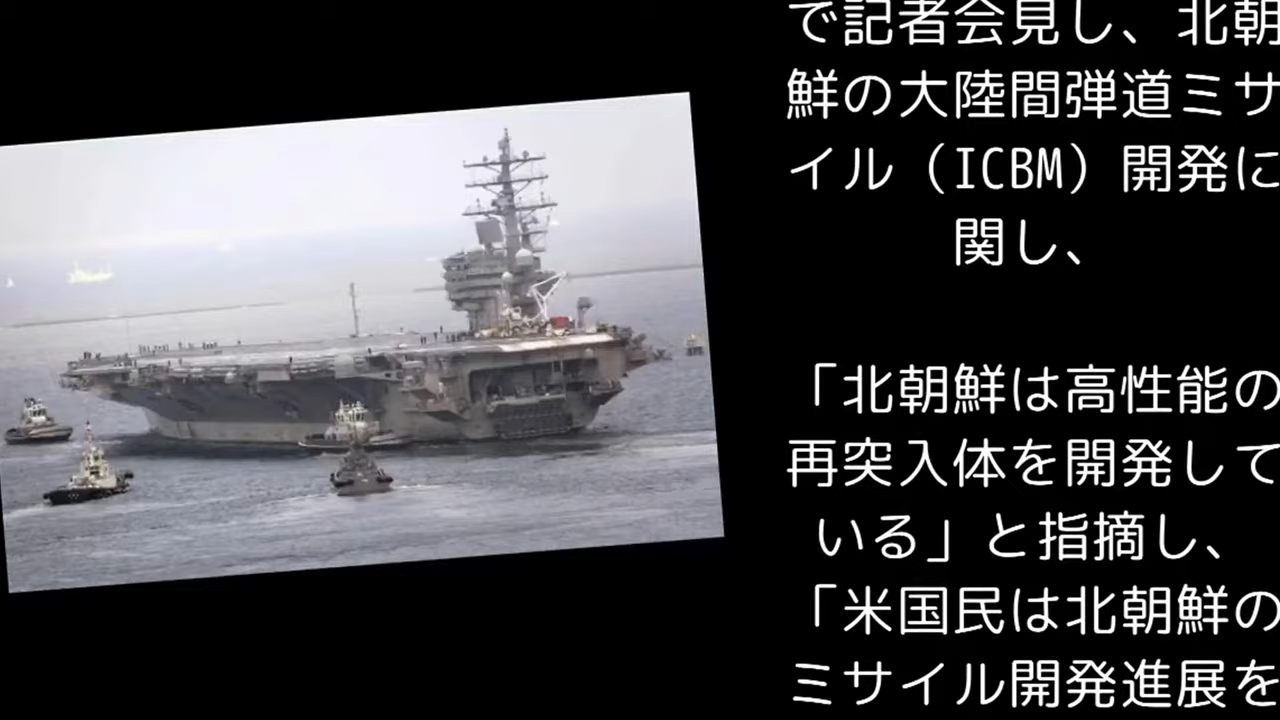 で記者会見し、北朝
鮮の大陸間弾道ミサ
イル（ICBM）開発に
関し、
「北朝鮮は高性能の
再突入体を開発して
いる」と指摘し、
「米国民は北朝鮮の
ミサイル開発進展を